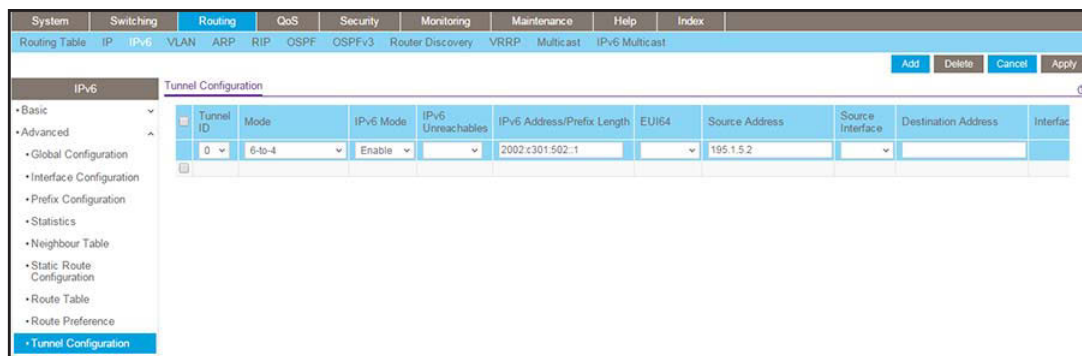 System Switching Routing QoS Security Monitoring Maintenance Help Index
Routing Table IP IPv6 VLAN ARP RIP OSPF OSPFv3 Router Discovery VRRP Multicast IPv6 Multicast
Add Delete Cancel Apply
IPv6
• Basic
• Advanced
• Global Configuration
• Interface Configuration
• Prefix Configuration
• Statistics
• Neighbour Table
• Static Route
Configuration
• Route Table
• Route Preference
• Tunnel Configuration
Tunnel Configuration
Tunnel ID Mode IPv6 Mode IPv6 Unreachables IPv6 Address/Prefix Length EUI64 Source Address Source Interface Destination Address Interfac
0 6-to-4 Enable 2002:c301:502::1 195.1.5.2